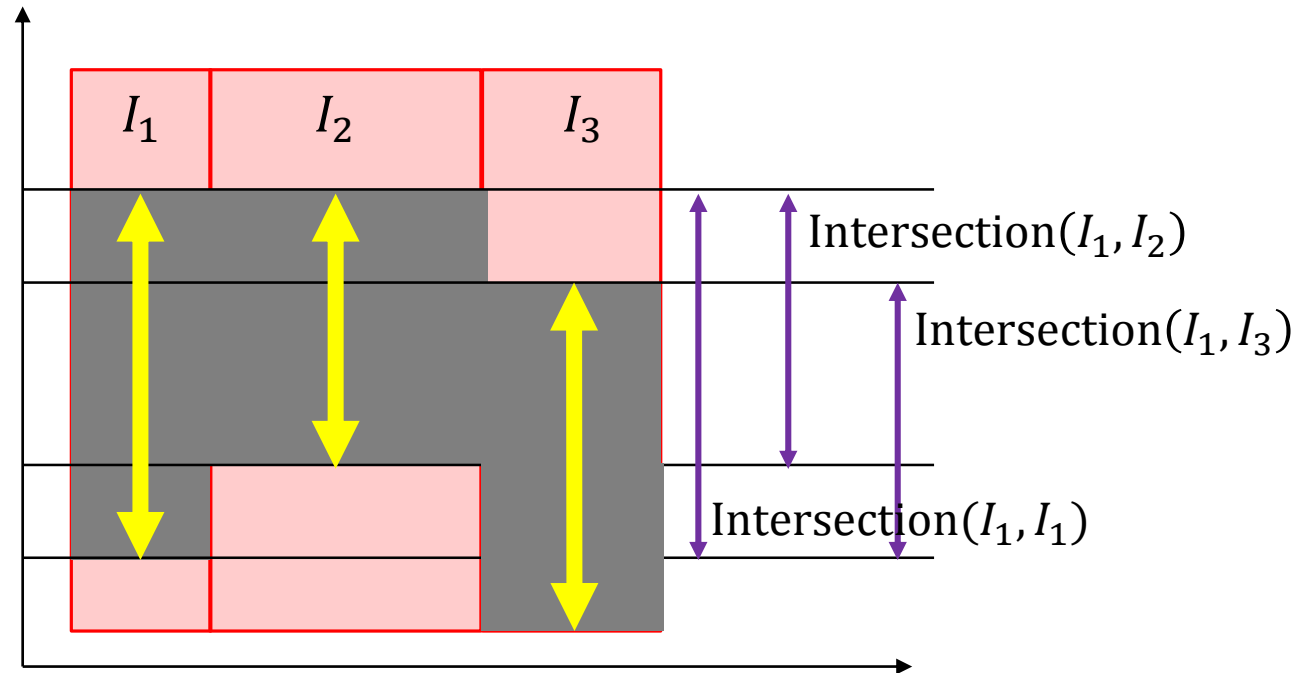 I₁ I₂ I₃
Intersection(I₁, I₂)
Intersection(I₁, I₃)
Intersection(I₁, I₁)